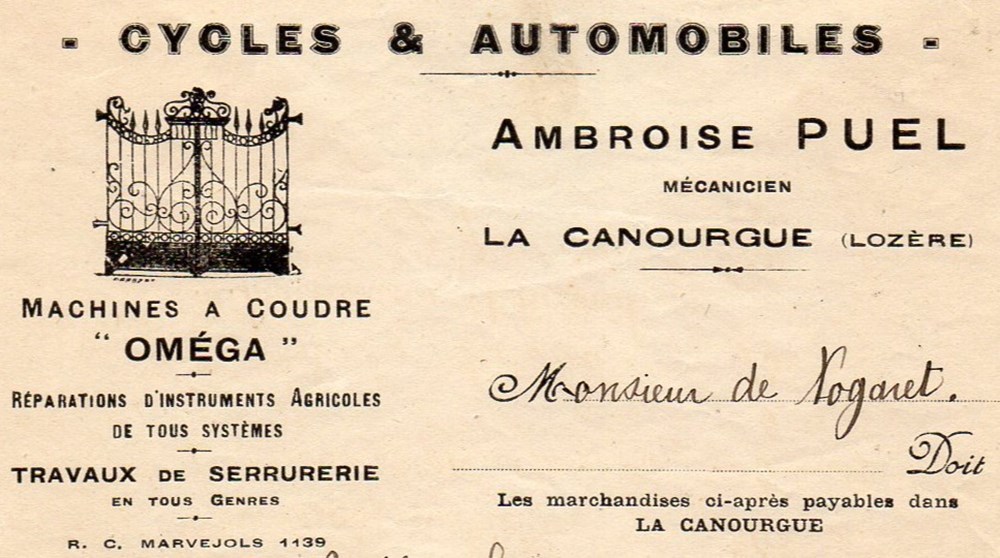 - CYCLES & AUTOMOBILES -
AMBROISE PUEL
MÉCANICIEN
LA CANOURGUE (LOZÈRE)
MACHINES A COUDRE
“ OMÉGA ”
RÉPARATIONS D'INSTRUMENTS AGRICOLES
DE TOUS SYSTÈMES
TRAVAUX DE SERRURERIE
EN TOUS GENRES
R. C. MARVEJOLS 1139
Monsieur de Nogaret.
Doit
Les marchandises ci-après payables dans
LA CANOURGUE